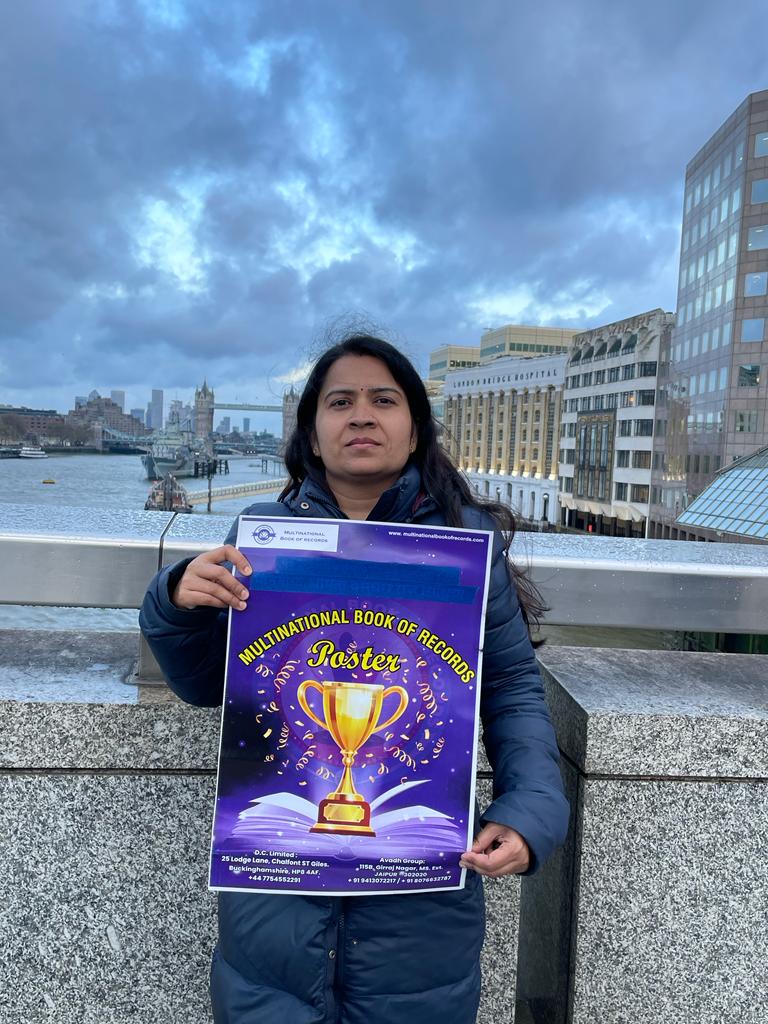 LONDON BRIDGE HOSPITAL
MULTINATIONAL
BOOK OF RECORDS
www.multinationalbookofrecords.com
MULTINATIONAL BOOK OF RECORDS
Poster
D.C. Limited :
25 Lodge Lane, Chalfont ST Giles.
Buckinghamshire, HP8 4AF.
+44 7754552291
Avadh Group:
115B, Girraj Nagar, MS. Ext.
JAIPUR - 302020
+ 91 9413072217 / + 91 8076632787